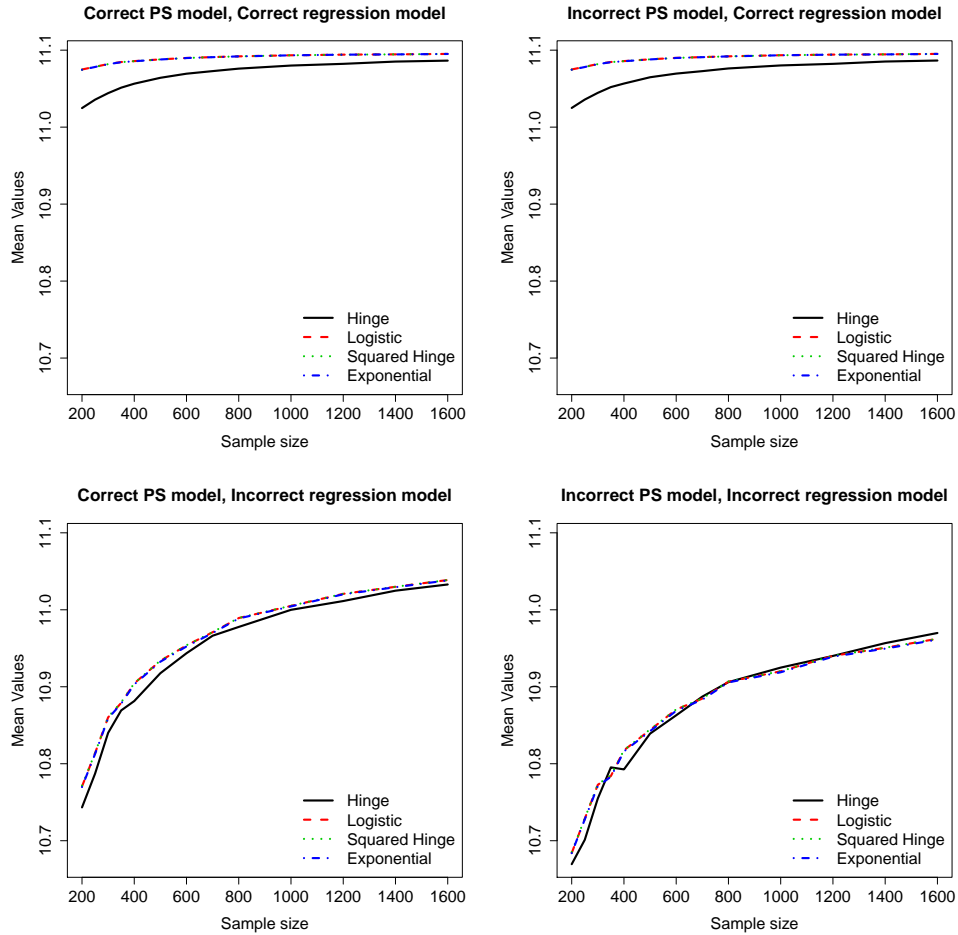 Correct PS model, Correct regression model
Mean Values
11.1
11.0
10.9
10.8
10.7
Hinge
Logistic
Squared Hinge
Exponential
200 400 600 800 1000 1200 1400 1600
Sample size
Incorrect PS model, Correct regression model
Mean Values
11.1
11.0
10.9
10.8
10.7
Hinge
Logistic
Squared Hinge
Exponential
200 400 600 800 1000 1200 1400 1600
Sample size
Correct PS model, Incorrect regression model
Mean Values
11.1
11.0
10.9
10.8
10.7
Hinge
Logistic
Squared Hinge
Exponential
200 400 600 800 1000 1200 1400 1600
Sample size
Incorrect PS model, Incorrect regression model
Mean Values
11.1
11.0
10.9
10.8
10.7
Hinge
Logistic
Squared Hinge
Exponential
200 400 600 800 1000 1200 1400 1600
Sample size